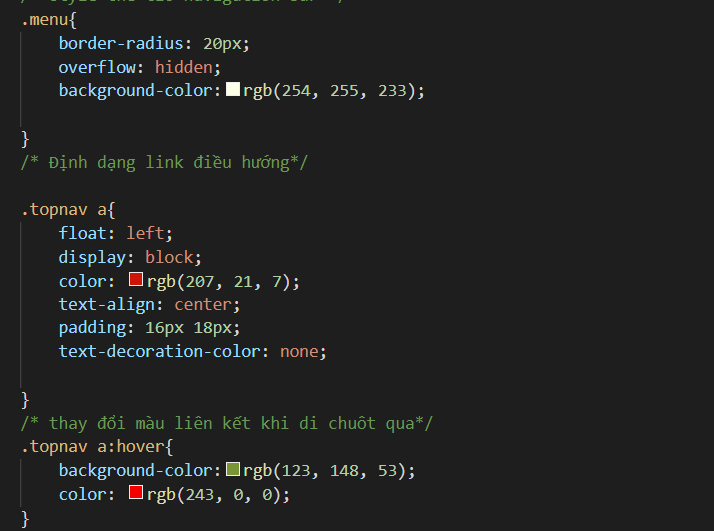 .menu{
border-radius: 20px;
overflow: hidden;
background-color: rgb(254, 255, 233);
}
/* Định dạng link điều hướng*/
.topnav a{
float: left;
display: block;
color: rgb(207, 21, 7);
text-align: center;
padding: 16px 18px;
text-decoration-color: none;
}
/* thay đổi màu liên kết khi di chuôt qua*/
.topnav a:hover{
background-color: rgb(123, 148, 53);
color: rgb(243, 0, 0);
}